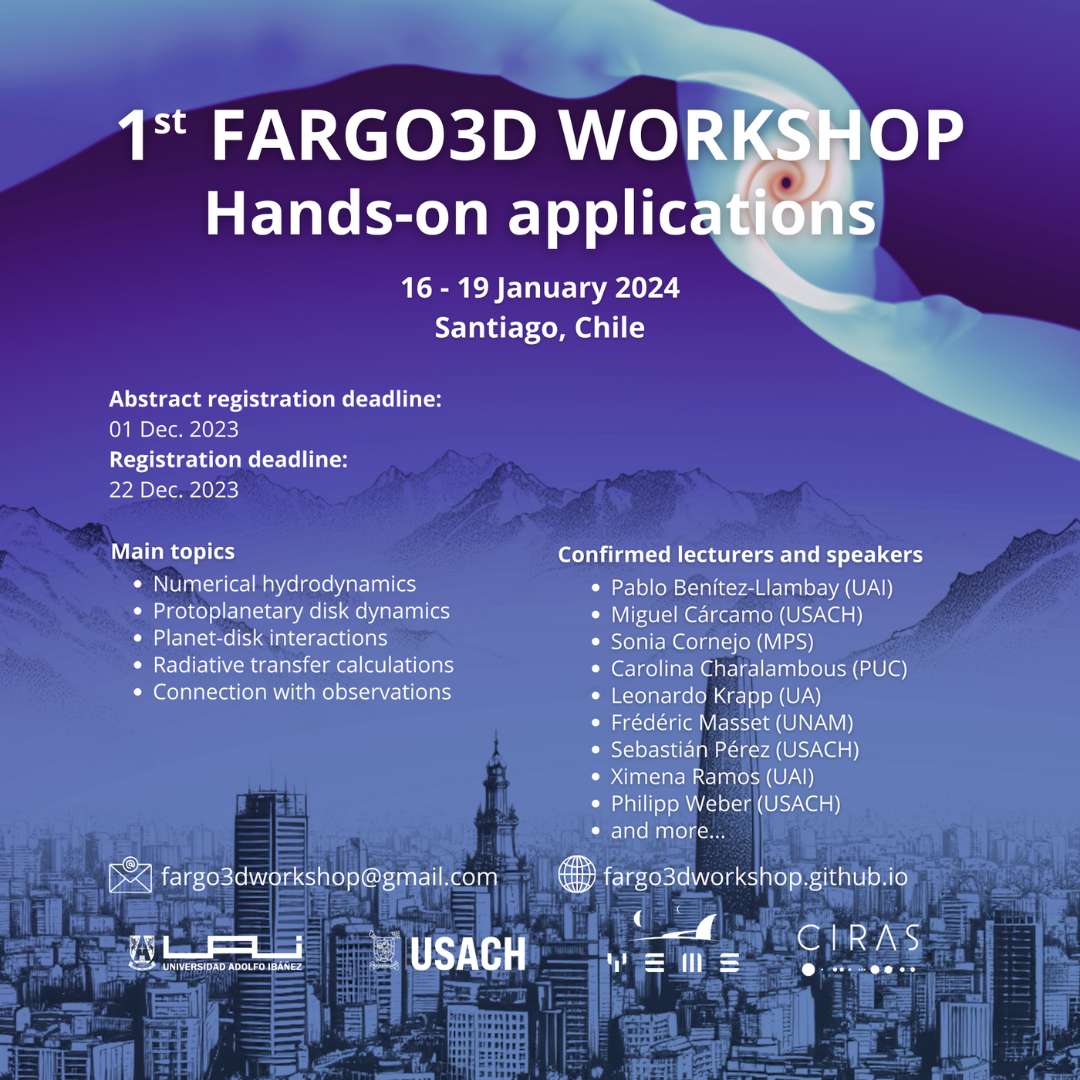 1st FARGO3D WORKSHOP
Hands-on applications
16 - 19 January 2024
Santiago, Chile
Abstract registration deadline:
01 Dec. 2023
Registration deadline:
22 Dec. 2023
Main topics
• Numerical hydrodynamics
• Protoplanetary disk dynamics
• Planet-disk interactions
• Radiative transfer calculations
• Connection with observations
Confirmed lecturers and speakers
• Pablo Benítez-Llambay (UAI)
• Miguel Cárcamo (USACH)
• Sonia Cornejo (MPS)
• Carolina Charalambous (PUC)
• Leonardo Krapp (UA)
• Frédéric Masset (UNAM)
• Sebastián Pérez (USACH)
• Ximena Ramos (UAI)
• Philipp Weber (USACH)
• and more...
fargo3dworkshop@gmail.com
fargo3dworkshop.github.io
UAI
UNIVERSIDAD ADOLFO IBÁÑEZ
USACH
YEMS
CIRAS